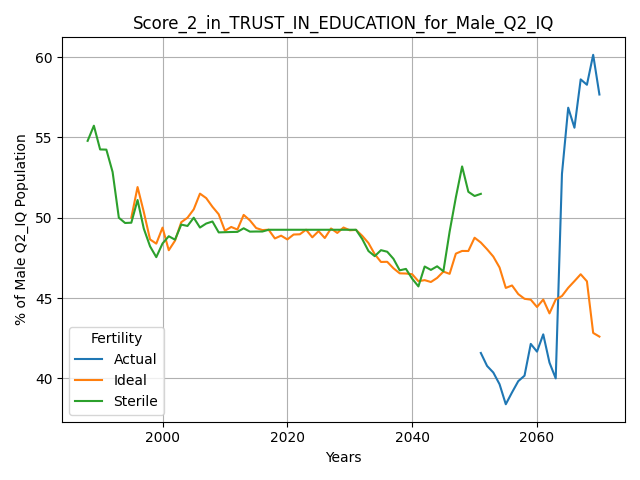 Score_2_in_TRUST_IN_EDUCATION_for_Male_Q2_IQ
% of Male Q2_IQ Population
60
55
50
45
40
Fertility
Actual
Ideal
Sterile
2000
2020
2040
2060
Years